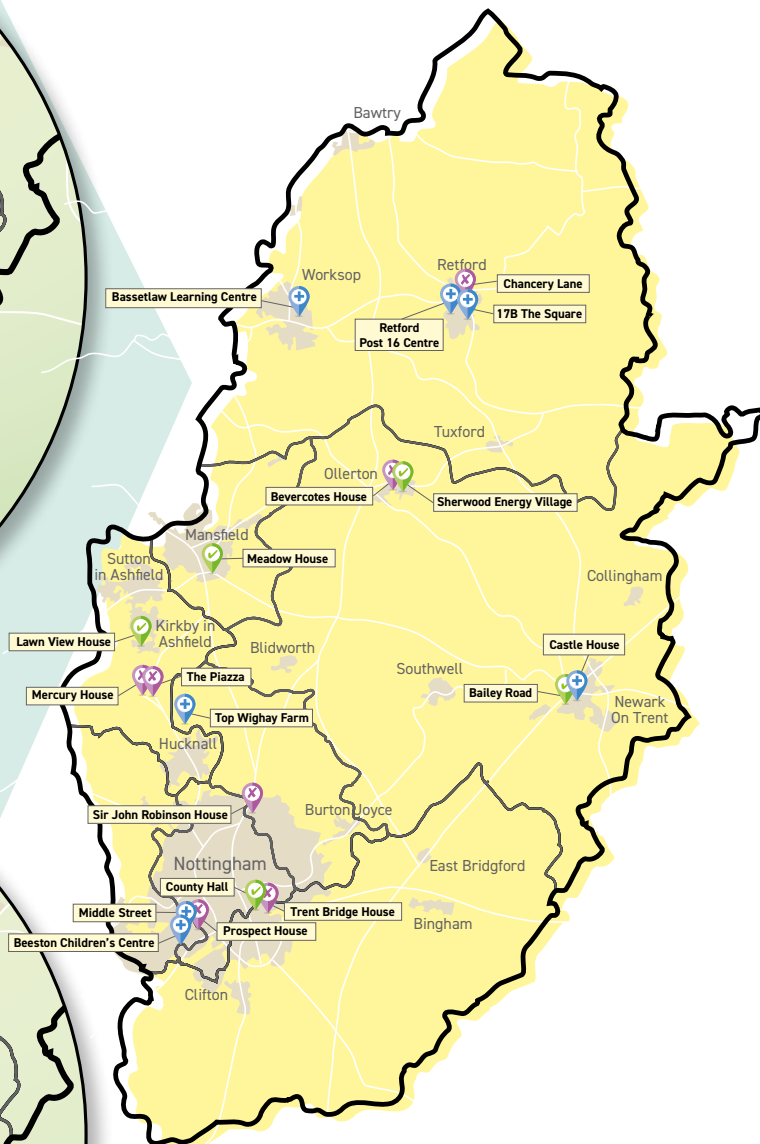 Bawtry
Worksop
Retford
Chancery Lane
Bassetlaw Learning Centre
17B The Square
Retford
Post 16 Centre
Tuxford
Ollerton
Bevercotes House
Sherwood Energy Village
Mansfield
Meadow House
Sutton
in Ashfield
Collingham
Kirkby in
Ashfield
Lawn View House
Blidworth
Castle House
Southwell
The Piazza
Mercury House
Bailey Road
Newark
On Trent
Top Wighay Farm
Hucknall
Sir John Robinson House
Burton Joyce
Nottingham
East Bridgford
County Hall
Middle Street
Trent Bridge House
Bingham
Prospect House
Beeston Children's Centre
Clifton